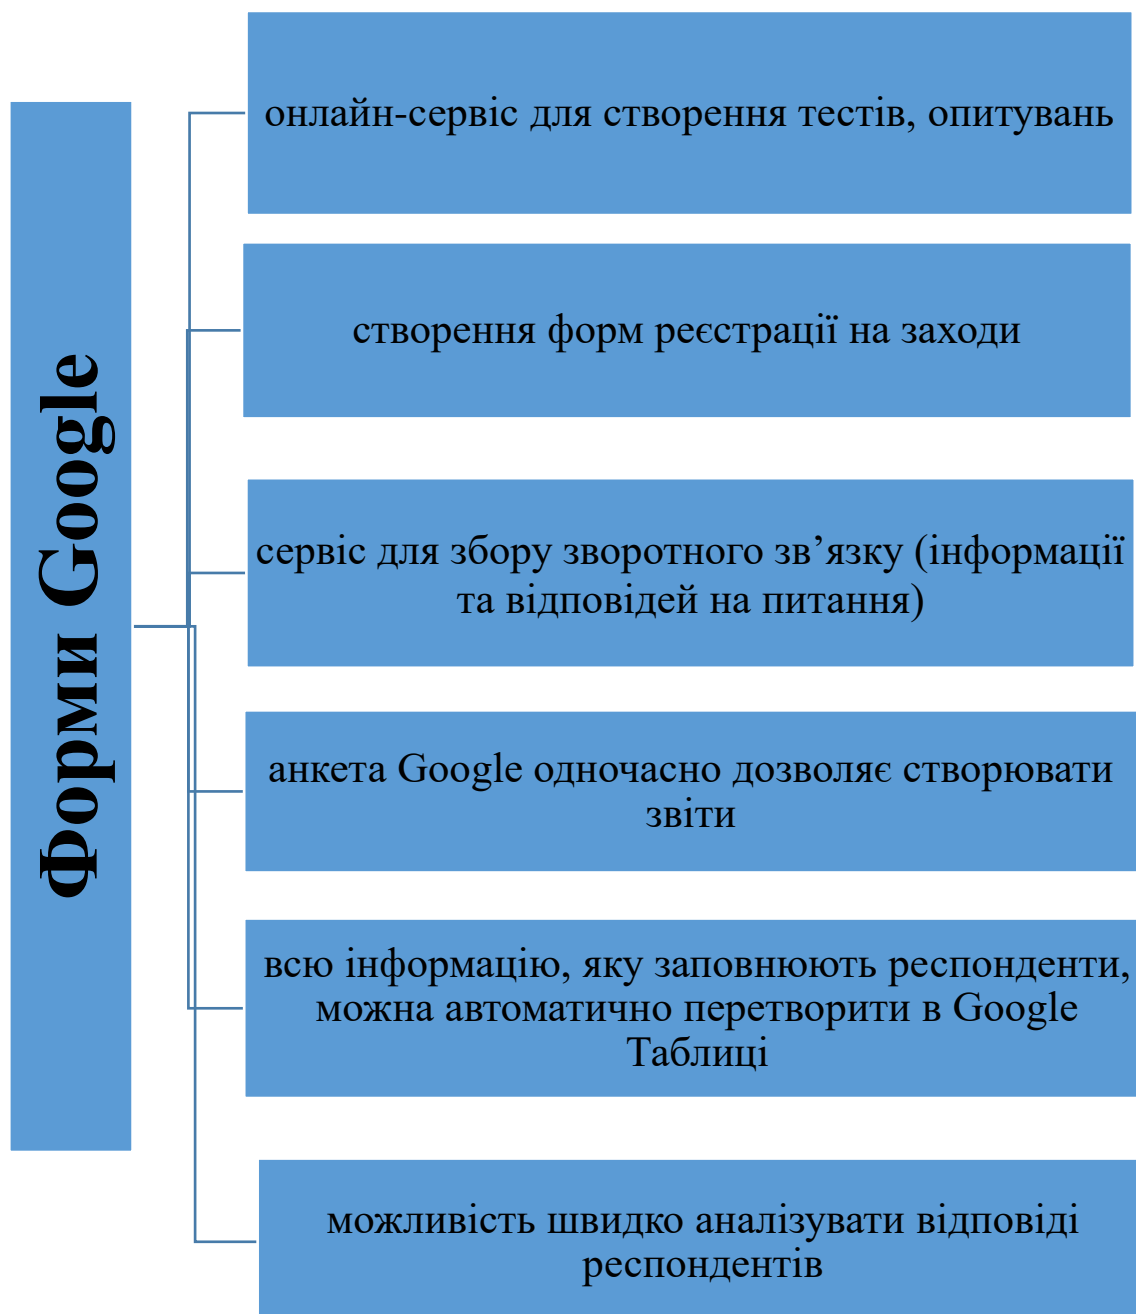 Форми Google
онлайн-сервіс для створення тестів, опитувань
створення форм реєстрації на заходи
сервіс для збору зворотного зв’язку (інформації
та відповідей на питання)
анкета Google одночасно дозволяє створювати
звіти
всю інформацію, яку заповнюють респонденти,
можна автоматично перетворити в Google
Таблиці
можливість швидко аналізувати відповіді
респондентів